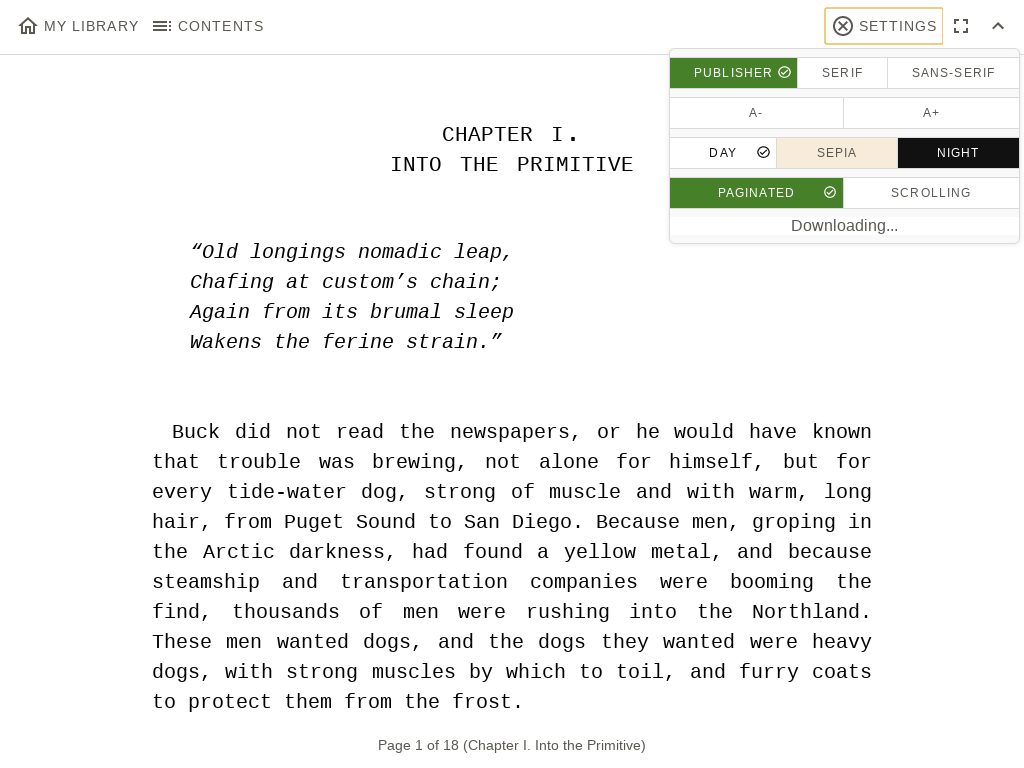 MY LIBRARY CONTENTS SETTINGS
PUBLISHER SERIF SANS-SERIF
A- A+
DAY SEPIA NIGHT
PAGINATED SCROLLING
Downloading...
CHAPTER I.
INTO THE PRIMITIVE
“Old longings nomadic leap,
Chafing at custom’s chain;
Again from its brumal sleep
Wakens the ferine strain.”
Buck did not read the newspapers, or he would have known
that trouble was brewing, not alone for himself, but for
every tide-water dog, strong of muscle and with warm, long
hair, from Puget Sound to San Diego. Because men, groping in
the Arctic darkness, had found a yellow metal, and because
steamship and transportation companies were booming the
find, thousands of men were rushing into the Northland.
These men wanted dogs, and the dogs they wanted were heavy
dogs, with strong muscles by which to toil, and furry coats
to protect them from the frost.
Page 1 of 18 (Chapter I. Into the Primitive)